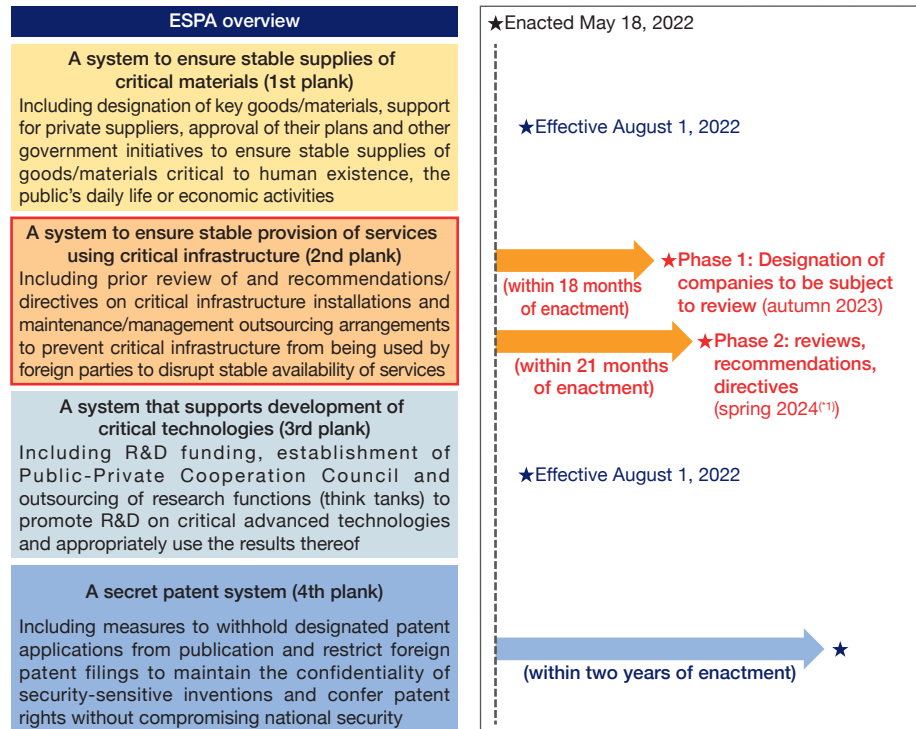 ESPA overview
★Enacted May 18, 2022
A system to ensure stable supplies of
critical materials (1st plank)
Including designation of key goods/materials, support
for private suppliers, approval of their plans and other
government initiatives to ensure stable supplies of
goods/materials critical to human existence, the
public's daily life or economic activities
★Effective August 1, 2022
A system to ensure stable provision of services
using critical infrastructure (2nd plank)
Including prior review of and recommendations/
directives on critical infrastructure installations and
maintenance/management outsourcing arrangements
to prevent critical infrastructure from being used by
foreign parties to disrupt stable availability of services
(within 18 months
of enactment)
★Phase 1: Designation of
companies to be subject
to review (autumn 2023)
(within 21 months
of enactment)
★Phase 2: reviews,
recommendations,
directives
(spring 2024(*1))
A system that supports development of
critical technologies (3rd plank)
Including R&D funding, establishment of
Public-Private Cooperation Council and
outsourcing of research functions (think tanks) to
promote R&D on critical advanced technologies
and appropriately use the results thereof
★Effective August 1, 2022
A secret patent system (4th plank)
Including measures to withhold designated patent
applications from publication and restrict foreign
patent filings to maintain the confidentiality of
security-sensitive inventions and confer patent
rights without compromising national security
★
(within two years of enactment)